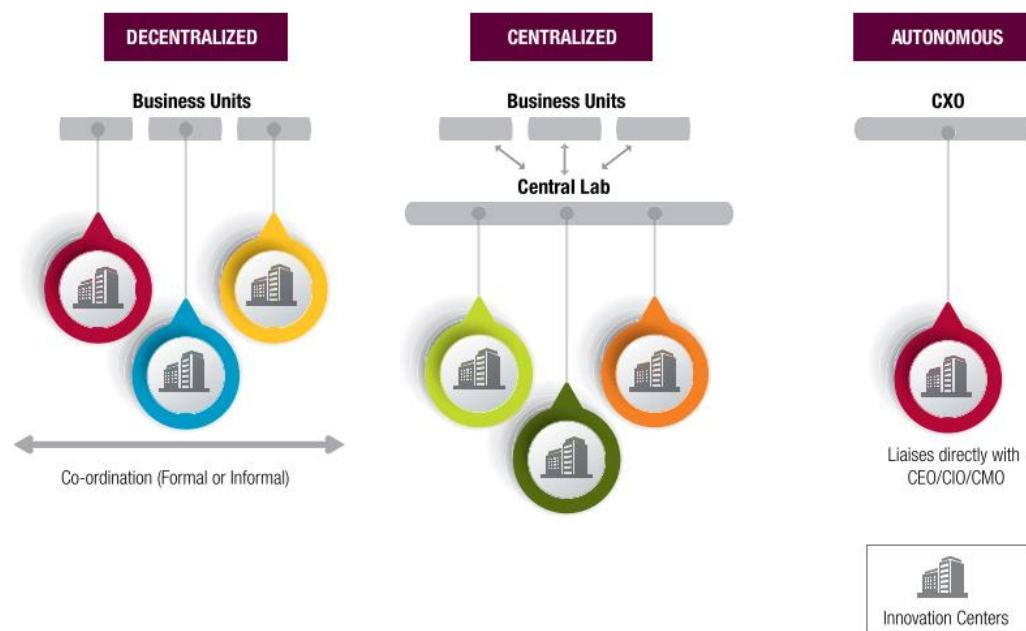 DECENTRALIZED
Business Units
Co-ordination (Formal or Informal)
CENTRALIZED
Business Units
Central Lab
AUTONOMOUS
CXO
Liaises directly with
CEO/CIO/CMO
Innovation Centers